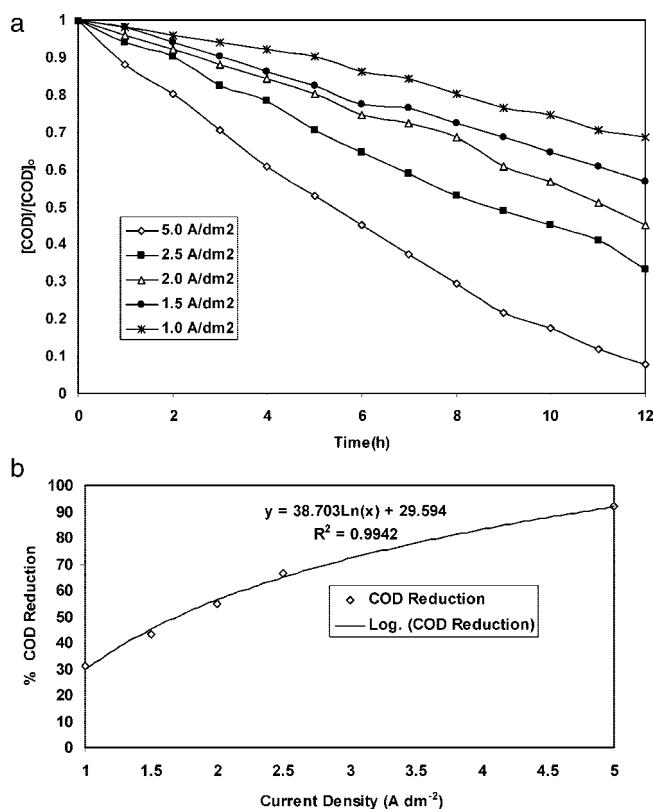 a
1
0.9
0.8
0.7
0.6
0.5
0.4
0.3
0.2
0.1
0
[COD]/[COD]₀
5.0 A/dm2
2.5 A/dm2
2.0 A/dm2
1.5 A/dm2
1.0 A/dm2
0 2 4 6 8 10 12
Time(h)
b
100
90
80
70
60
50
40
30
20
10
0
% COD Reduction
y = 38.703Ln(x) + 29.594
R² = 0.9942
COD Reduction
Log. (COD Reduction)
1 1.5 2 2.5 3 3.5 4 4.5 5
Current Density (A dm⁻²)